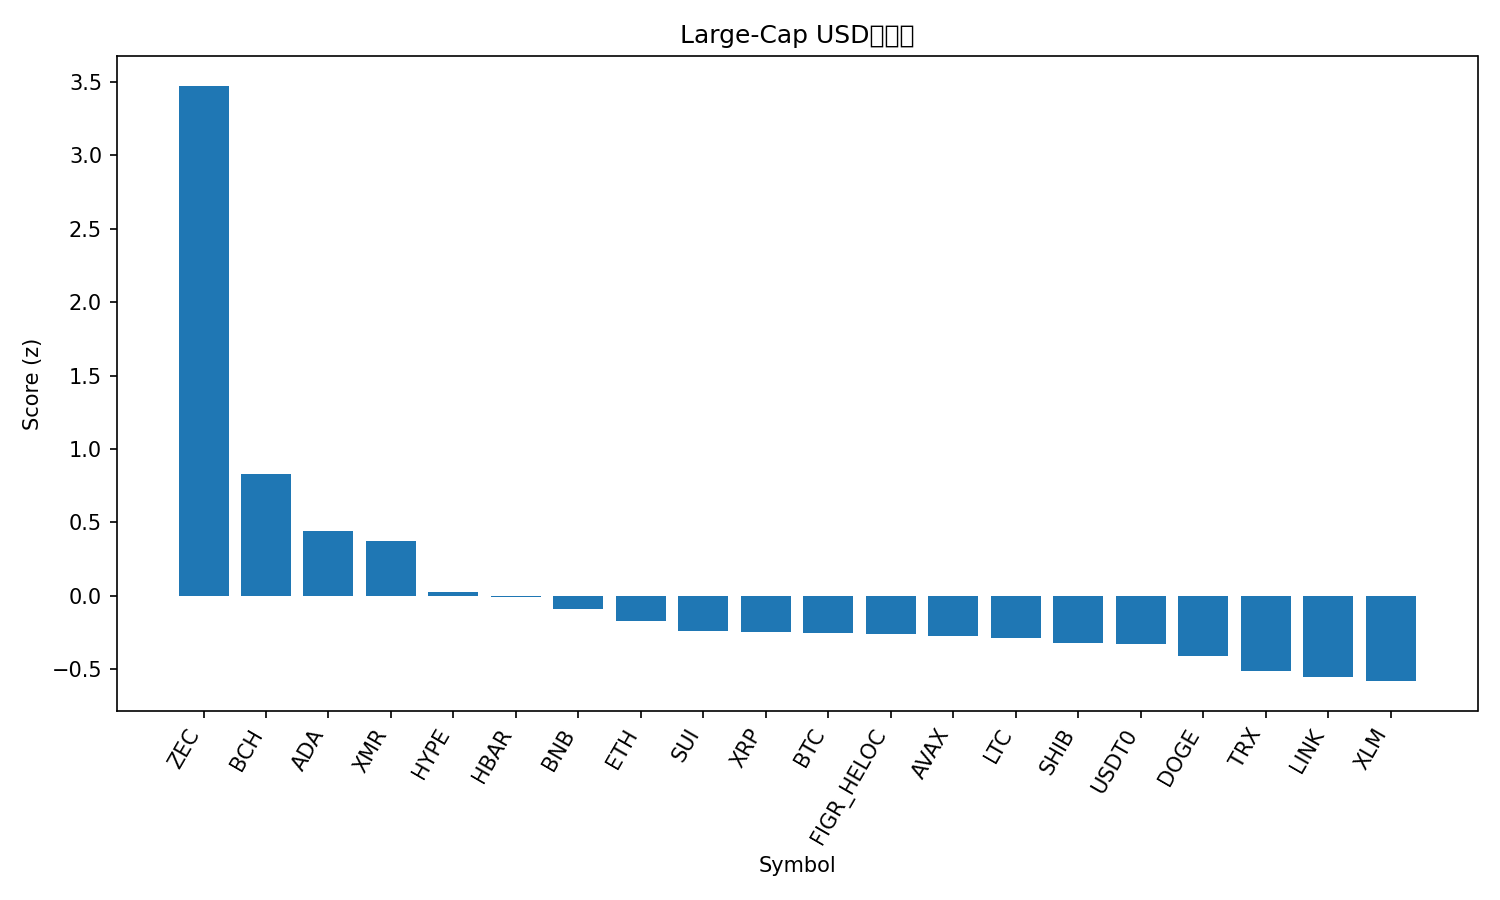 Large-Cap USD
3.5
3.0
2.5
2.0
1.5
1.0
0.5
0.0
−0.5
Score (z)
ZEC
BCH
ADA
XMR
HYPE
HBAR
BNB
ETH
SUI
XRP
BTC
FIGR_HELOC
AVAX
LTC
SHIB
USDT0
DOGE
TRX
LINK
XLM
Symbol